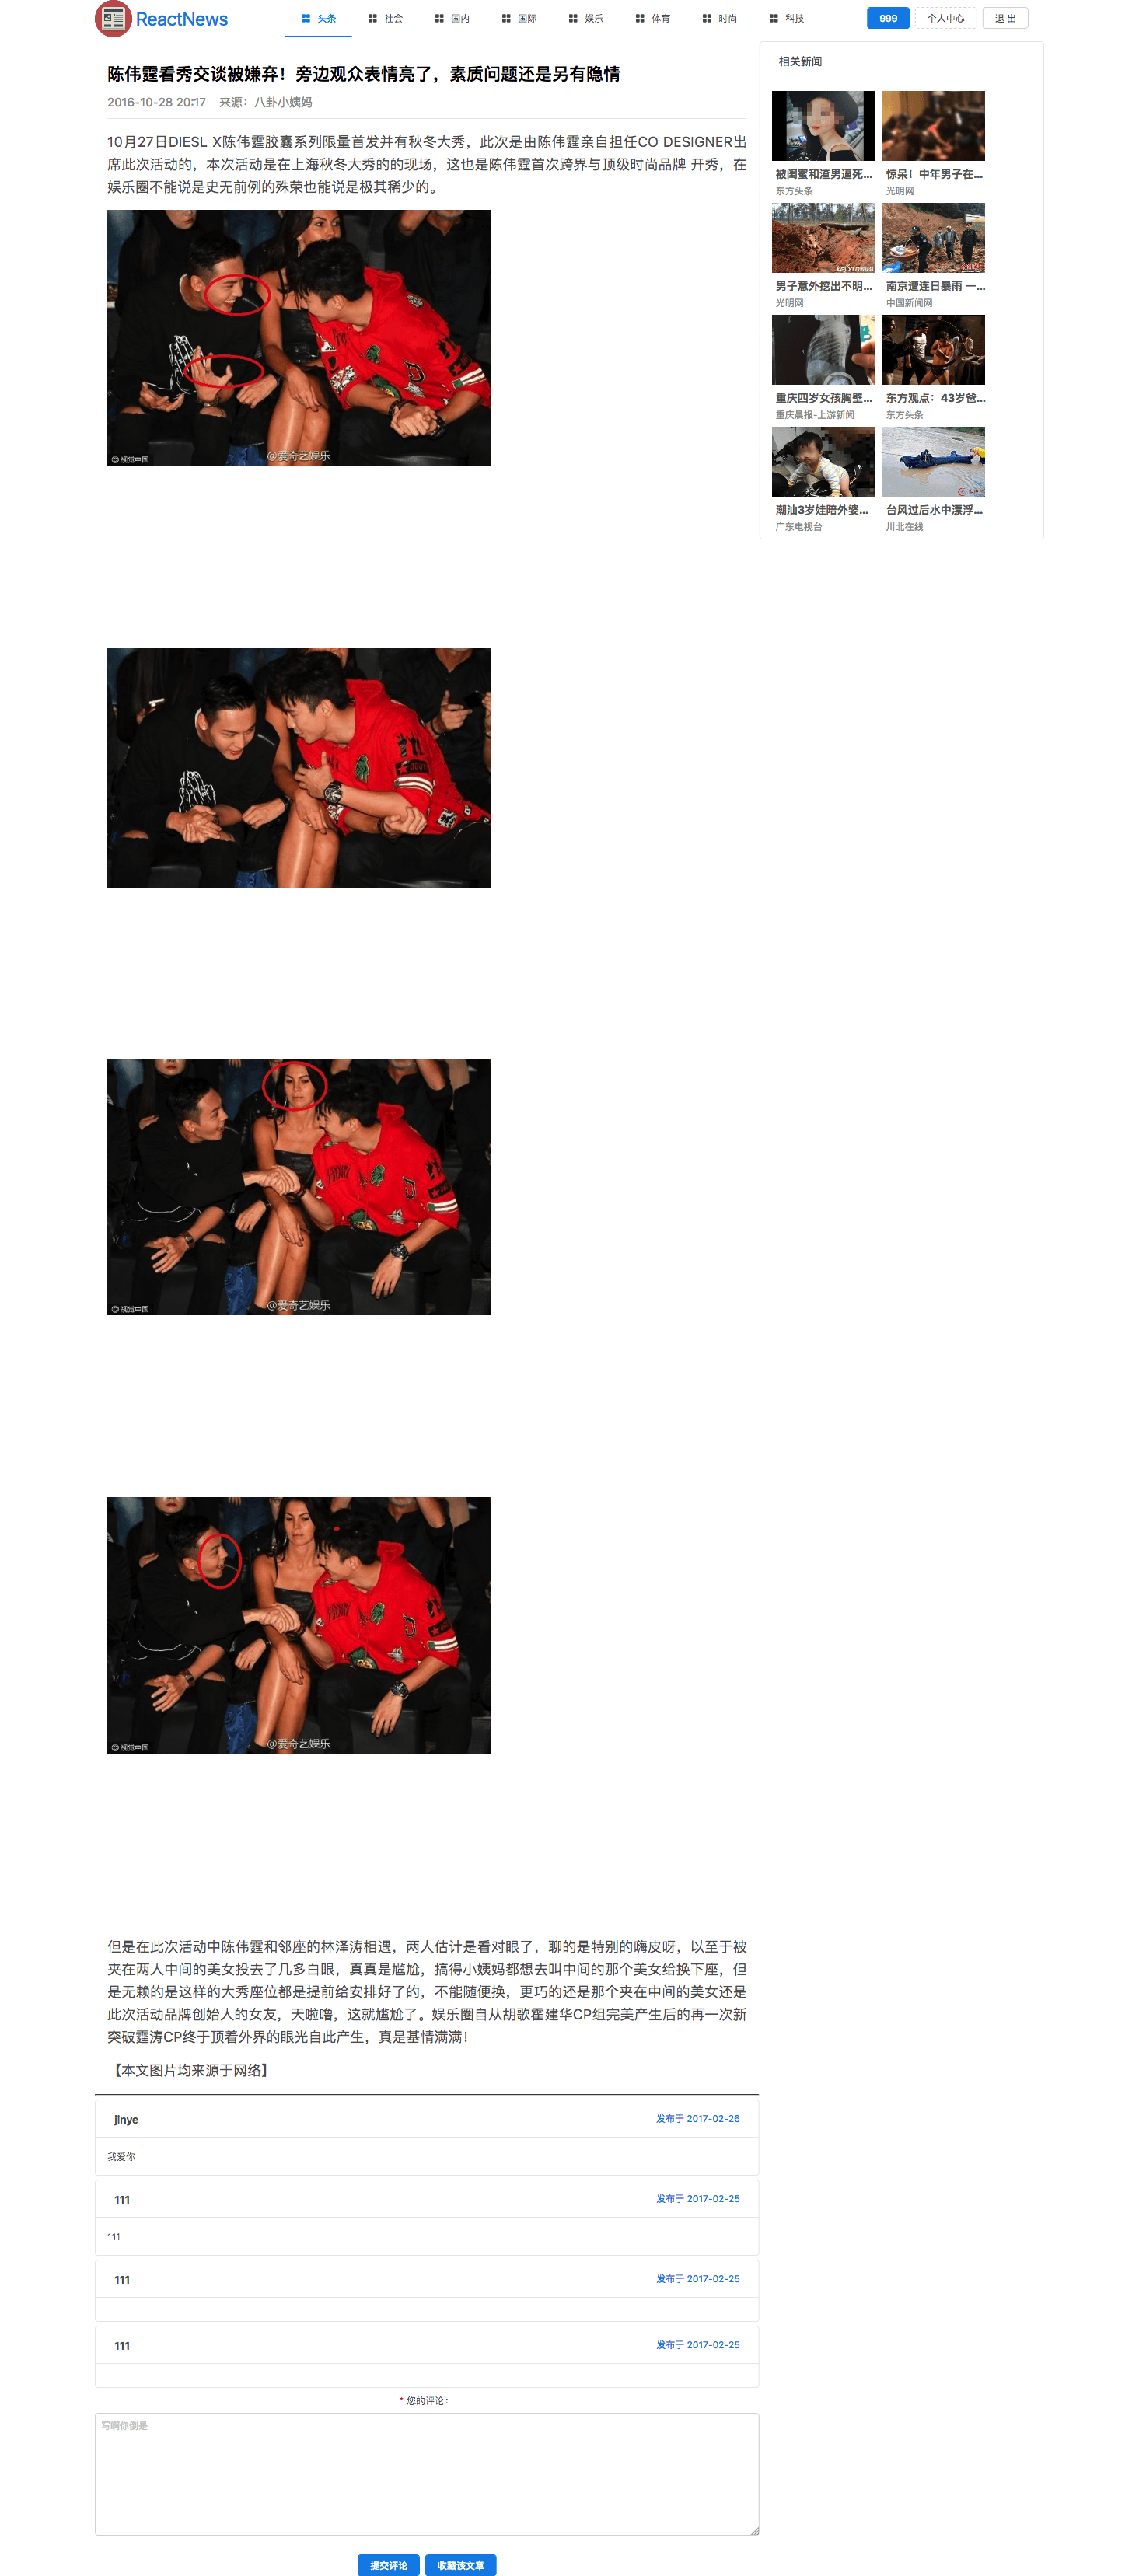 ReactNews
头条 社会 国内 国际 娱乐 体育 时尚 科技
999 个人中心 退 出
陈伟霆看秀交谈被嫌弃！旁边观众表情亮了，素质问题还是另有隐情
2016-10-28 20:17 来源：八卦小姨妈
10月27日DIESL X陈伟霆胶囊系列限量首发并有秋冬大秀，此次是由陈伟霆亲自担任CO DESIGNER出
席此次活动的，本次活动是在上海秋冬大秀的的现场，这也是陈伟霆首次跨界与顶级时尚品牌 开秀，在
娱乐圈不能说是史无前例的殊荣也能说是极其稀少的。
© 视觉中国
@爱奇艺娱乐
© 视觉中国
@爱奇艺娱乐
© 视觉中国
@爱奇艺娱乐
但是在此次活动中陈伟霆和邻座的林泽涛相遇，两人估计是看对眼了，聊的是特别的嗨皮呀，以至于被
夹在两人中间的美女投去了几多白眼，真真是尴尬，搞得小姨妈都想去叫中间的那个美女给换下座，但
是无赖的是这样的大秀座位都是提前给安排好了的，不能随便换，更巧的还是那个夹在中间的美女还是
此次活动品牌创始人的女友，天啦噜，这就尴尬了。娱乐圈自从胡歌霍建华CP组完美产生后的再一次新
突破霆涛CP终于顶着外界的眼光自此产生，真是基情满满！
【本文图片均来源于网络】
jinye 发布于 2017-02-26
我爱你
111 发布于 2017-02-25
111
111 发布于 2017-02-25
111 发布于 2017-02-25
* 您的评论：
写啊你倒是
提交评论 收藏该文章
相关新闻
被闺蜜和渣男逼死... 惊呆！中年男子在...
东方头条 光明网
男子意外挖出不明... 南京遭连日暴雨 一...
光明网 中国新闻网
重庆四岁女孩胸壁... 东方观点：43岁爸...
重庆晨报-上游新闻 东方头条
潮汕3岁娃陪外婆... 台风过后水中漂浮...
广东电视台 川北在线